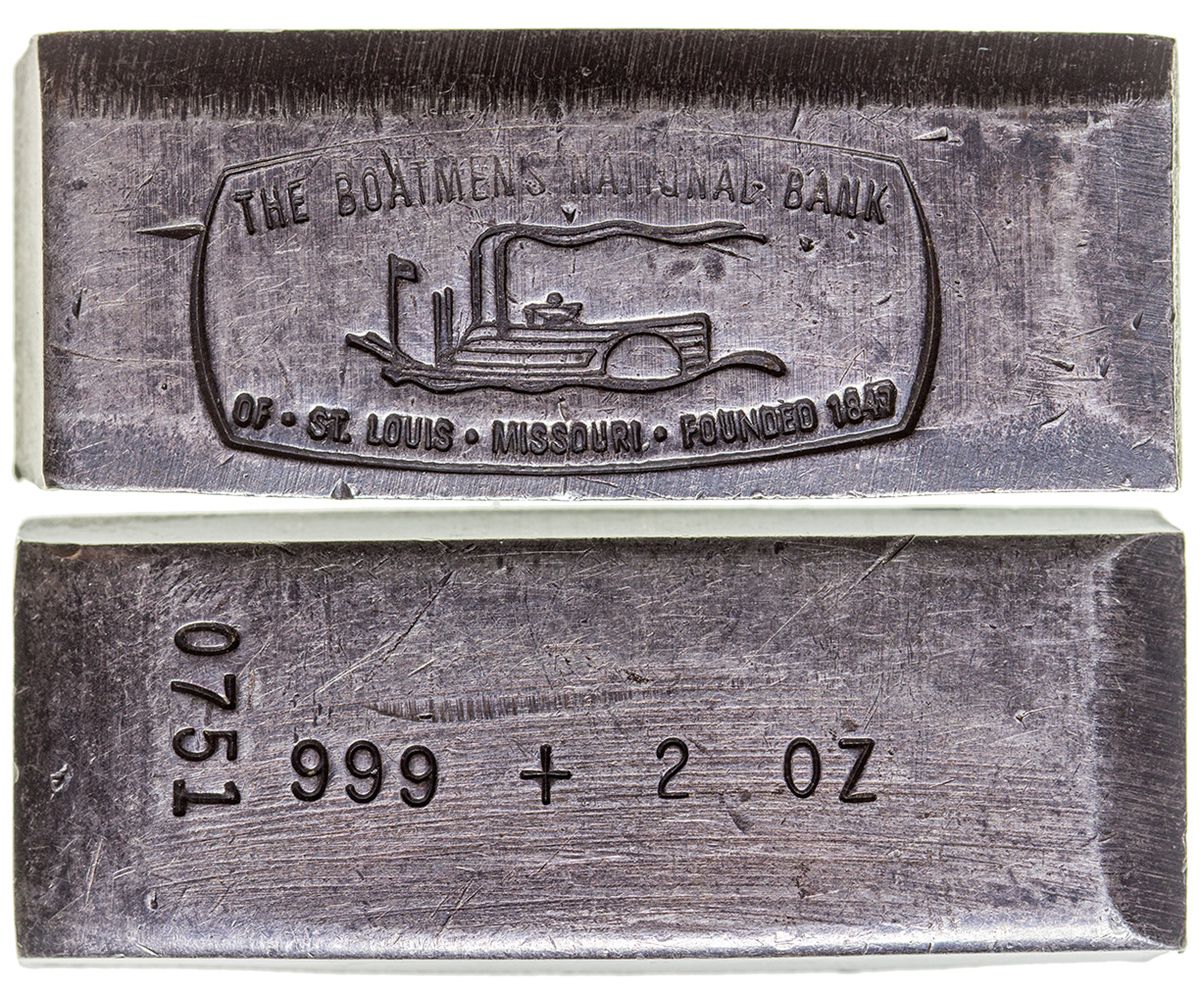 THE BOATMENS NATIONAL BANK
OF • ST. LOUIS • MISSOURI • FOUNDED 1847
0751
999 + 2 OZ